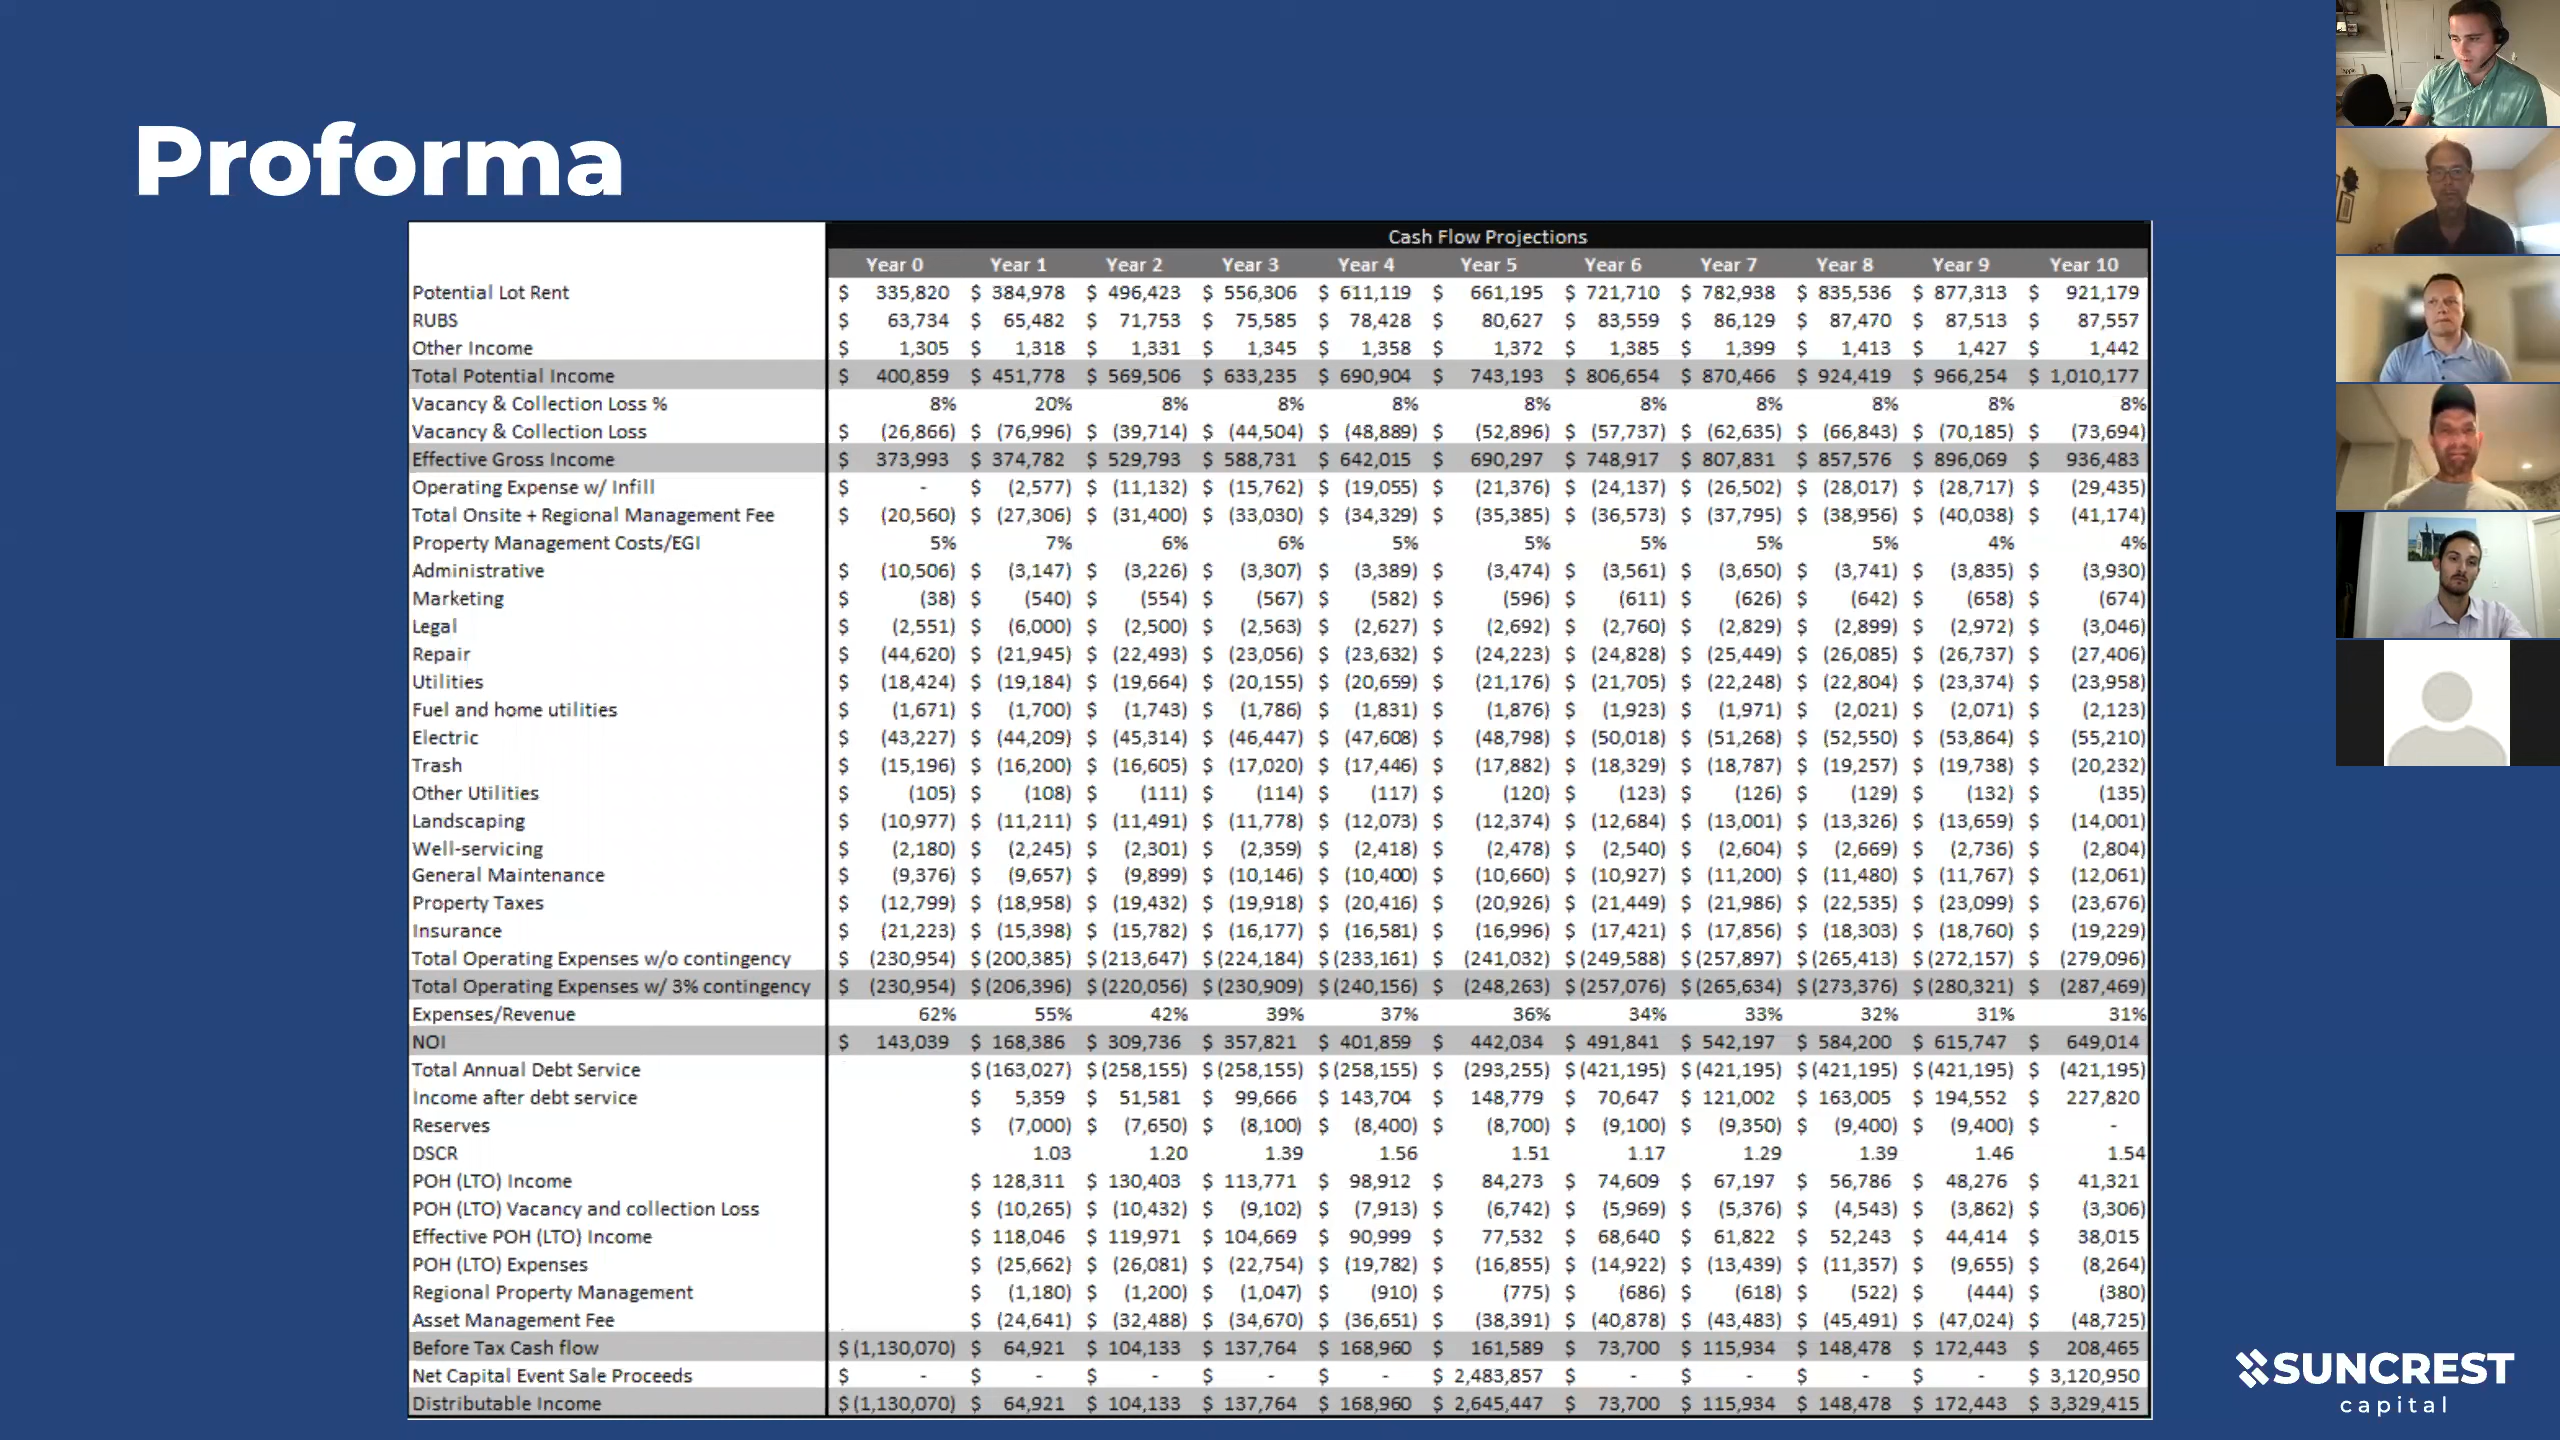 Proforma
Cash Flow Projections
Year 0 Year 1 Year 2 Year 3 Year 4 Year 5 Year 6 Year 7 Year 8 Year 9 Year 10
Potential Lot Rent $ 335,820 $ 384,978 $ 496,423 $ 556,306 $ 611,119 $ 661,195 $ 721,710 $ 782,938 $ 835,536 $ 877,313 $ 921,179
RUBS $ 63,734 $ 65,482 $ 71,753 $ 75,585 $ 78,428 $ 80,627 $ 83,559 $ 86,129 $ 87,470 $ 87,513 $ 87,557
Other Income $ 1,305 $ 1,318 $ 1,331 $ 1,345 $ 1,358 $ 1,372 $ 1,385 $ 1,399 $ 1,413 $ 1,427 $ 1,442
Total Potential Income $ 400,859 $ 451,778 $ 569,506 $ 633,235 $ 690,904 $ 743,193 $ 806,654 $ 870,466 $ 924,419 $ 966,254 $ 1,010,177
Vacancy & Collection Loss % 8% 20% 8% 8% 8% 8% 8% 8% 8% 8% 8%
Vacancy & Collection Loss $ (26,866) $ (76,996) $ (39,714) $ (44,504) $ (48,889) $ (52,896) $ (57,737) $ (62,635) $ (66,843) $ (70,185) $ (73,694)
Effective Gross Income $ 373,993 $ 374,782 $ 529,793 $ 588,731 $ 642,015 $ 690,297 $ 748,917 $ 807,831 $ 857,576 $ 896,069 $ 936,483
Operating Expense w/ Infill $ - $ (2,577) $ (11,132) $ (15,762) $ (19,055) $ (21,376) $ (24,137) $ (26,502) $ (28,017) $ (28,717) $ (29,435)
Total Onsite + Regional Management Fee $ (20,560) $ (27,306) $ (31,400) $ (33,030) $ (34,329) $ (35,385) $ (36,573) $ (37,795) $ (38,956) $ (40,038) $ (41,174)
Property Management Costs/EGI 5% 7% 6% 6% 5% 5% 5% 5% 5% 4% 4%
Administrative $ (10,506) $ (3,147) $ (3,226) $ (3,307) $ (3,389) $ (3,474) $ (3,561) $ (3,650) $ (3,741) $ (3,835) $ (3,930)
Marketing $ (38) $ (540) $ (554) $ (567) $ (582) $ (596) $ (611) $ (626) $ (642) $ (658) $ (674)
Legal $ (2,551) $ (6,000) $ (2,500) $ (2,563) $ (2,627) $ (2,692) $ (2,760) $ (2,829) $ (2,899) $ (2,972) $ (3,046)
Repair $ (44,620) $ (21,945) $ (22,493) $ (23,056) $ (23,632) $ (24,223) $ (24,828) $ (25,449) $ (26,085) $ (26,737) $ (27,406)
Utilities $ (18,424) $ (19,184) $ (19,664) $ (20,155) $ (20,659) $ (21,176) $ (21,705) $ (22,248) $ (22,804) $ (23,374) $ (23,958)
Fuel and home utilities $ (1,671) $ (1,700) $ (1,743) $ (1,786) $ (1,831) $ (1,876) $ (1,923) $ (1,971) $ (2,021) $ (2,071) $ (2,123)
Electric $ (43,227) $ (44,209) $ (45,314) $ (46,447) $ (47,608) $ (48,798) $ (50,018) $ (51,268) $ (52,550) $ (53,864) $ (55,210)
Trash $ (15,196) $ (16,200) $ (16,605) $ (17,020) $ (17,446) $ (17,882) $ (18,329) $ (18,787) $ (19,257) $ (19,738) $ (20,232)
Other Utilities $ (105) $ (108) $ (111) $ (114) $ (117) $ (120) $ (123) $ (126) $ (129) $ (132) $ (135)
Landscaping $ (10,977) $ (11,211) $ (11,491) $ (11,778) $ (12,073) $ (12,374) $ (12,684) $ (13,001) $ (13,326) $ (13,659) $ (14,001)
Well-servicing $ (2,180) $ (2,245) $ (2,301) $ (2,359) $ (2,418) $ (2,478) $ (2,540) $ (2,604) $ (2,669) $ (2,736) $ (2,804)
General Maintenance $ (9,376) $ (9,657) $ (9,899) $ (10,146) $ (10,400) $ (10,660) $ (10,927) $ (11,200) $ (11,480) $ (11,767) $ (12,061)
Property Taxes $ (12,799) $ (18,958) $ (19,432) $ (19,918) $ (20,416) $ (20,926) $ (21,449) $ (21,986) $ (22,535) $ (23,099) $ (23,676)
Insurance $ (21,223) $ (15,398) $ (15,782) $ (16,177) $ (16,581) $ (16,996) $ (17,421) $ (17,856) $ (18,303) $ (18,760) $ (19,229)
Total Operating Expenses w/o contingency $ (230,954) $ (200,385) $ (213,647) $ (224,184) $ (233,161) $ (241,032) $ (249,588) $ (257,897) $ (265,413) $ (272,157) $ (279,096)
Total Operating Expenses w/ 3% contingency $ (230,954) $ (206,396) $ (220,056) $ (230,909) $ (240,156) $ (248,263) $ (257,076) $ (265,634) $ (273,376) $ (280,321) $ (287,469)
Expenses/Revenue 62% 55% 42% 39% 37% 36% 34% 33% 32% 31% 31%
NOI $ 143,039 $ 168,386 $ 309,736 $ 357,821 $ 401,859 $ 442,034 $ 491,841 $ 542,197 $ 584,200 $ 615,747 $ 649,014
Total Annual Debt Service $ (163,027) $ (258,155) $ (258,155) $ (258,155) $ (293,255) $ (421,195) $ (421,195) $ (421,195) $ (421,195) $ (421,195)
Income after debt service $ 5,359 $ 51,581 $ 99,666 $ 143,704 $ 148,779 $ 70,647 $ 121,002 $ 163,005 $ 194,552 $ 227,820
Reserves $ (7,000) $ (7,650) $ (8,100) $ (8,400) $ (8,700) $ (9,100) $ (9,350) $ (9,400) $ (9,400) $ -
DSCR 1.03 1.20 1.39 1.56 1.51 1.17 1.29 1.39 1.46 1.54
POH (LTO) Income $ 128,311 $ 130,403 $ 113,771 $ 98,912 $ 84,273 $ 74,609 $ 67,197 $ 56,786 $ 48,276 $ 41,321
POH (LTO) Vacancy and collection Loss $ (10,265) $ (10,432) $ (9,102) $ (7,913) $ (6,742) $ (5,969) $ (5,376) $ (4,543) $ (3,862) $ (3,306)
Effective POH (LTO) Income $ 118,046 $ 119,971 $ 104,669 $ 90,999 $ 77,532 $ 68,640 $ 61,822 $ 52,243 $ 44,414 $ 38,015
POH (LTO) Expenses $ (25,662) $ (26,081) $ (22,754) $ (19,782) $ (16,855) $ (14,922) $ (13,439) $ (11,357) $ (9,655) $ (8,264)
Regional Property Management $ (1,180) $ (1,200) $ (1,047) $ (910) $ (775) $ (686) $ (618) $ (522) $ (444) $ (380)
Asset Management Fee $ (24,641) $ (32,488) $ (34,670) $ (36,651) $ (38,391) $ (40,878) $ (43,483) $ (45,491) $ (47,024) $ (48,725)
Before Tax Cash flow $ (1,130,070) $ 64,921 $ 104,133 $ 137,764 $ 168,960 $ 161,589 $ 73,700 $ 115,934 $ 148,478 $ 172,443 $ 208,465
Net Capital Event Sale Proceeds $ - $ - $ - $ - $ - $ 2,483,857 $ - $ - $ - $ - $ 3,120,950
Distributable Income $ (1,130,070) $ 64,921 $ 104,133 $ 137,764 $ 168,960 $ 2,645,447 $ 73,700 $ 115,934 $ 148,478 $ 172,443 $ 3,329,415
SUNCREST
capital